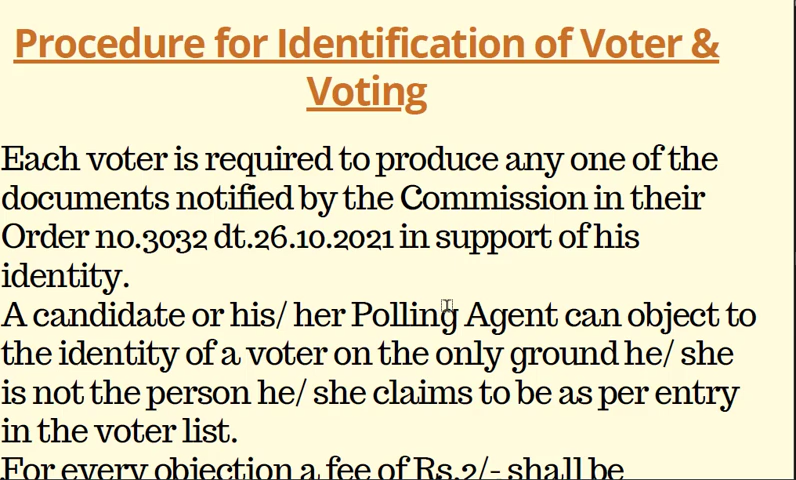 Procedure for Identification of Voter &
Voting
Each voter is required to produce any one of the
documents notified by the Commission in their
Order no.3032 dt.26.10.2021 in support of his
identity.
A candidate or his/ her Polling Agent can object to
the identity of a voter on the only ground he/ she
is not the person he/ she claims to be as per entry
in the voter list.
For every objection a fee of Rs.2/- shall be